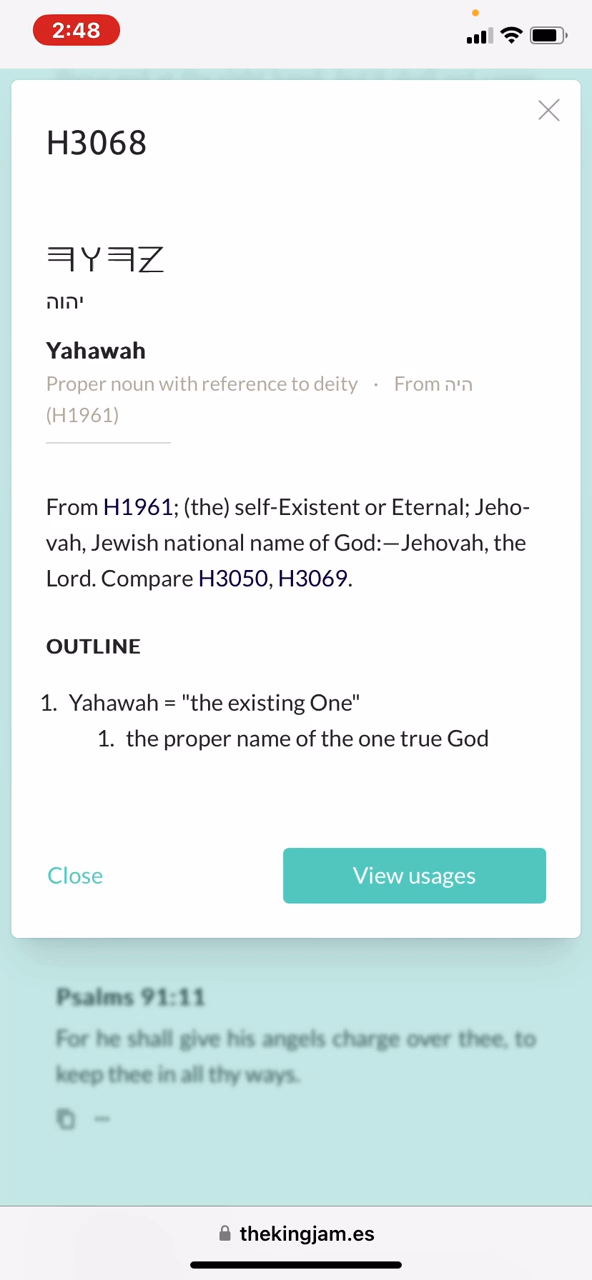 2:48
H3068
𐤉𐤄𐤅𐤄
יהוה
Yahawah
Proper noun with reference to deity · From היה
(H1961)
From H1961; (the) self-Existent or Eternal; Jeho-
vah, Jewish national name of God:—Jehovah, the
Lord. Compare H3050, H3069.
OUTLINE
1. Yahawah = "the existing One"
1. the proper name of the one true God
Close
View usages
Psalms 91:11
For he shall give his angels charge over thee, to
keep thee in all thy ways.
thekingjam.es